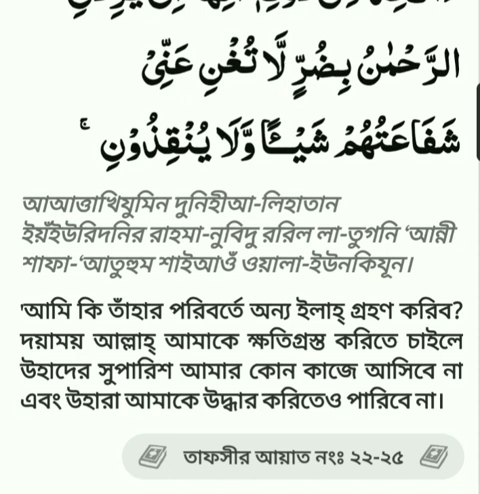 الرَّحْمٰنُ بِضُرٍّ لَّا تُغْنِ عَنِّىْ
شَفَاعَتُهُمْ شَيْـًٔا وَّلَا يُنْقِذُوْنِ ۚ
আআত্তাখিযুমিন দুনিহীআ-লিহাতান
ইয়ঁইউরিদনির রাহমা-নুবিদু ররিল লা-তুগনি ‘আন্নী
শাফা-‘আতুহুম শাইআওঁ ওয়ালা-ইউনকিযূন।
'আমি কি তাঁহার পরিবর্তে অন্য ইলাহ্ গ্রহণ করিব?
দয়াময় আল্লাহ্ আমাকে ক্ষতিগ্রস্ত করিতে চাইলে
উহাদের সুপারিশ আমার কোন কাজে আসিবে না
এবং উহারা আমাকে উদ্ধার করিতেও পারিবে না।
তাফসীর আয়াত নংঃ ২২-২৫